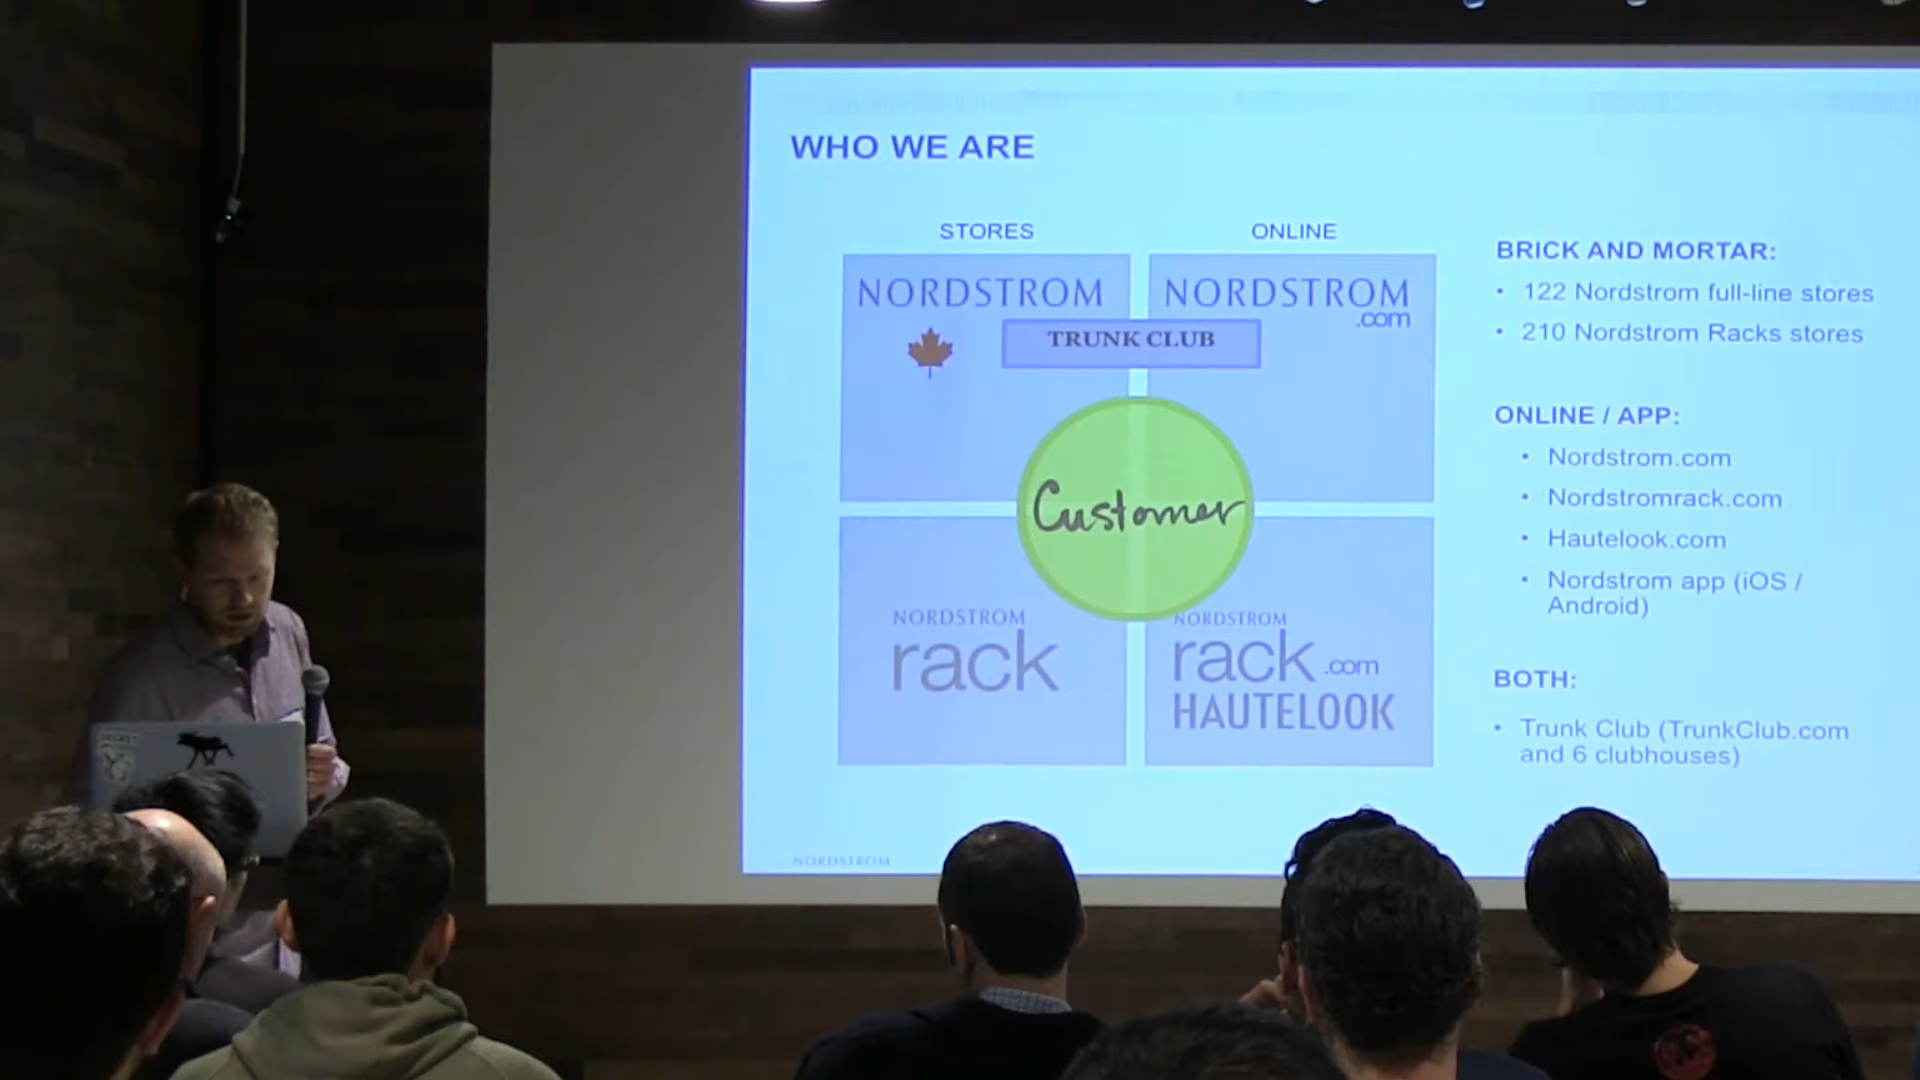 WHO WE ARE
STORES
ONLINE
NORDSTROM
NORDSTROM
.com
TRUNK CLUB
Customer
NORDSTROM
rack
NORDSTROM
rack .com
HAUTELOOK
BRICK AND MORTAR:
• 122 Nordstrom full-line stores
• 210 Nordstrom Racks stores
ONLINE / APP:
• Nordstrom.com
• Nordstromrack.com
• Hautelook.com
• Nordstrom app (iOS /
Android)
BOTH:
• Trunk Club (TrunkClub.com
and 6 clubhouses)
NORDSTROM
SECRET